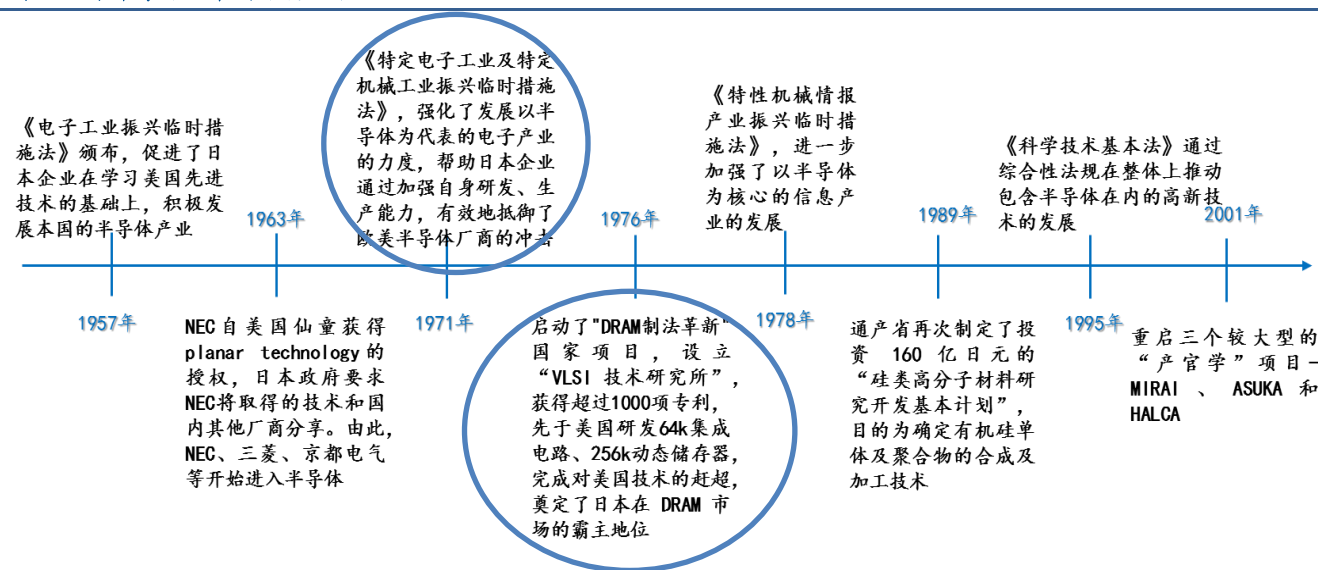 《电子工业振兴临时措
施法》颁布，促进了日
本企业在学习美国先进
技术的基础上，积极发
展本国的半导体产业
1957年
1963年
NEC自美国仙童获得
planar technology的
授权，日本政府要求
NEC将取得的技术和国
内其他厂商分享。由此，
NEC、三菱、京都电气
等开始进入半导体
《特定电子工业及特定
机械工业振兴临时措施
法》，强化了发展以半
导体为代表的电子产业
的力度，帮助日本企业
通过加强自身研发、生
产能力，有效地抵御了
欧美半导体厂商的冲击
1971年
1976年
启动了"DRAM制法革新"
国家项目，设立
“VLSI 技术研究所”，
获得超过1000项专利，
先于美国研发64k集成
电路、256k动态储存器，
完成对美国技术的赶超，
奠定了日本在 DRAM 市
场的霸主地位
《特性机械情报
产业振兴临时措
施法》，进一步
加强了以半导体
为核心的信息产
业的发展
1978年
1989年
通产省再次制定了投
资 160 亿日元的
“硅类高分子材料研
究开发基本计划”，
目的为确定有机硅单
体及聚合物的合成及
加工技术
《科学技术基本法》通过
综合性法规在整体上推动
包含半导体在内的高新技
术的发展
1995年
2001年
重启三个较大型的
“产官学”项目-
MIRAI 、 ASUKA 和
HALCA